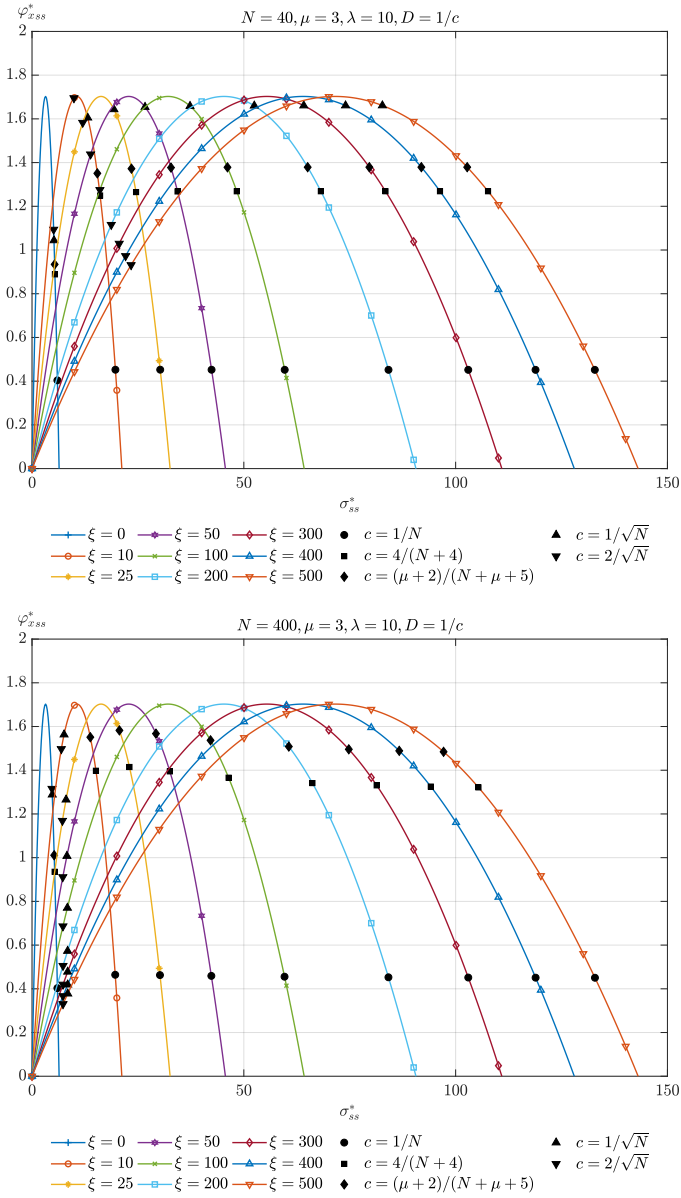 φ*ₓ ss
N = 40, μ = 3, λ = 10, D = 1/c
2
1.8
1.6
1.4
1.2
1
0.8
0.6
0.4
0.2
0
0 50 100 150
σ*ss
ξ = 0 ξ = 50 ξ = 300 c = 1/N c = 1/√N
ξ = 10 ξ = 100 ξ = 400 c = 4/(N + 4) c = 2/√N
ξ = 25 ξ = 200 ξ = 500 c = (μ + 2)/(N + μ + 5)
φ*ₓ ss
N = 400, μ = 3, λ = 10, D = 1/c
2
1.8
1.6
1.4
1.2
1
0.8
0.6
0.4
0.2
0
0 50 100 150
σ*ss
ξ = 0 ξ = 50 ξ = 300 c = 1/N c = 1/√N
ξ = 10 ξ = 100 ξ = 400 c = 4/(N + 4) c = 2/√N
ξ = 25 ξ = 200 ξ = 500 c = (μ + 2)/(N + μ + 5)